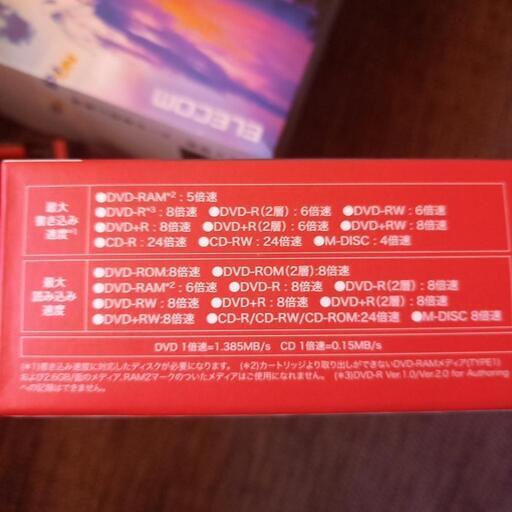 ELECOM
最大
書き込み
速度*1
●DVD-RAM*2：5倍速
●DVD-R*3：8倍速 ●DVD-R(2層)：6倍速 ●DVD-RW：6倍速
●DVD+R：8倍速 ●DVD+R(2層)：6倍速 ●DVD+RW：8倍速
●CD-R：24倍速 ●CD-RW：24倍速 ●M-DISC：4倍速
最大
読み込み
速度
●DVD-ROM:8倍速 ●DVD-ROM(2層):8倍速
●DVD-RAM*2：6倍速 ●DVD-R：8倍速 ●DVD-R(2層)：8倍速
●DVD-RW：8倍速 ●DVD+R：8倍速 ●DVD+R(2層)：8倍速
●DVD+RW:8倍速 ●CD-R/CD-RW/CD-ROM:24倍速 ●M-DISC 8倍速
DVD 1倍速=1.385MB/s CD 1倍速=0.15MB/s
(*1)書き込み速度に対応したディスクが必要になります。 (*2)カートリッジより取り出しができないDVD-RAMメディア(TYPE1)
および2.6GB/面のメディア、RAM2マークのついたメディアはご使用になれません。 (*3)DVD-R Ver.1.0/Ver.2.0 for Authoring
への記録はできません。